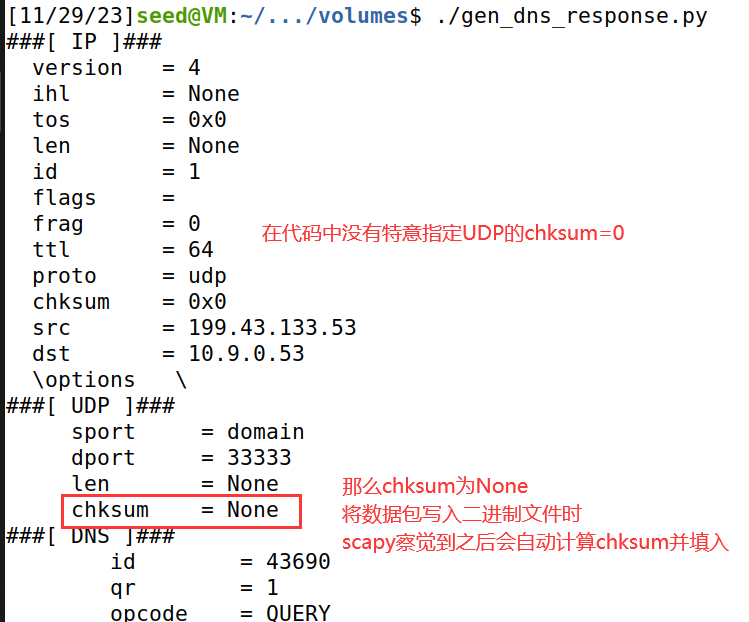 [11/29/23]seed@VM:~/.../volumes$ ./gen_dns_response.py
###[ IP ]###
version = 4
ihl = None
tos = 0x0
len = None
id = 1
flags =
frag = 0
在代码中没有特意指定UDP的chksum=0
ttl = 64
proto = udp
chksum = 0x0
src = 199.43.133.53
dst = 10.9.0.53
\options \
###[ UDP ]###
sport = domain
dport = 33333
len = None
那么chksum为None
chksum = None
将数据包写入二进制文件时
###[ DNS ]###
scapy察觉到之后会自动计算chksum并填入
id = 43690
qr = 1
opcode = QUERY